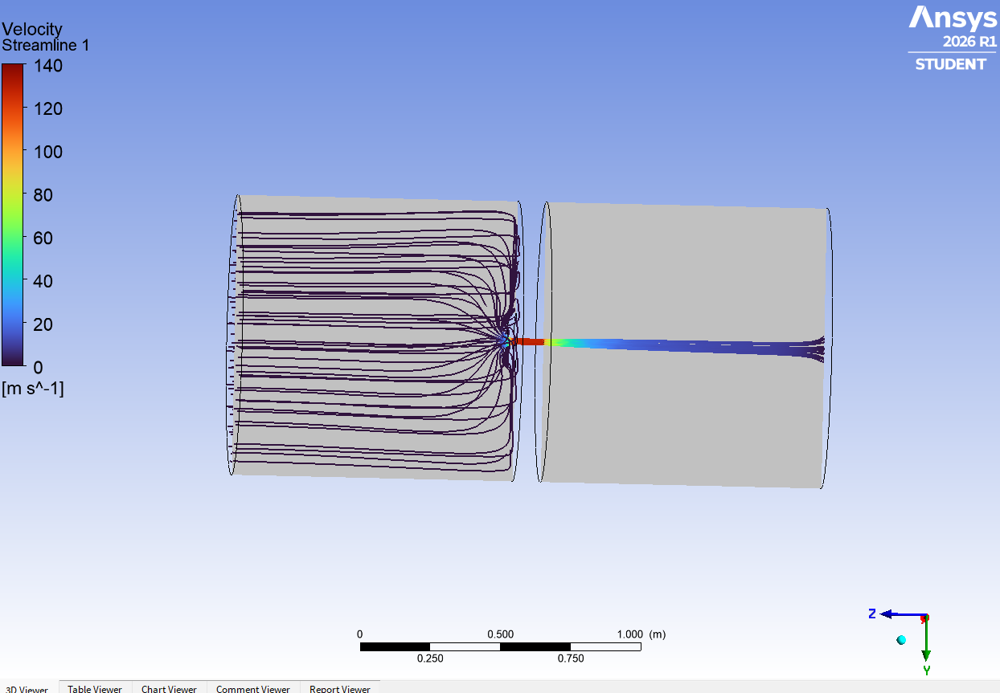 Ansys
2026 R1
STUDENT
Velocity
Streamline 1
140
120
100
80
60
40
20
0
[m s^-1]
0 0.500 1.000 (m)
0.250 0.750
Z
Y
3D Viewer Table Viewer Chart Viewer Comment Viewer Report Viewer